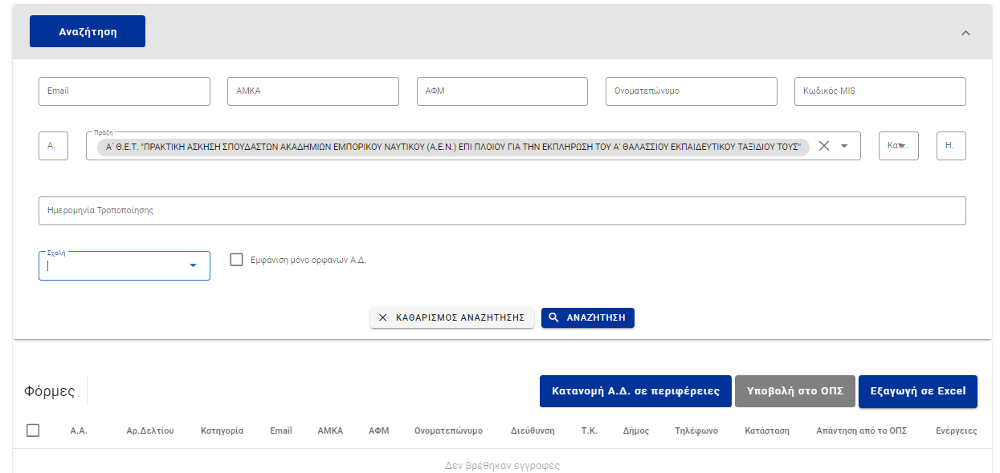 Αναζήτηση
Email
ΑΜΚΑ
ΑΦΜ
Ονοματεπώνυμο
Κωδικός MIS
Α.
Πράξη
Α΄ Θ.Ε.Τ. "ΠΡΑΚΤΙΚΗ ΑΣΚΗΣΗ ΣΠΟΥΔΑΣΤΩΝ ΑΚΑΔΗΜΙΩΝ ΕΜΠΟΡΙΚΟΥ ΝΑΥΤΙΚΟΥ (Α.Ε.Ν.) ΕΠΙ ΠΛΟΙΟΥ ΓΙΑ ΤΗΝ ΕΚΠΛΗΡΩΣΗ ΤΟΥ Α' ΘΑΛΑΣΣΙΟΥ ΕΚΠΑΙΔΕΥΤΙΚΟΥ ΤΑΞΙΔΙΟΥ ΤΟΥΣ"
Κατ...
Η.
Ημερομηνία Τροποποίησης
Σχολή
Εμφάνιση μόνο ορφανών Α.Δ.
ΚΑΘΑΡΙΣΜΟΣ ΑΝΑΖΗΤΗΣΗΣ
ΑΝΑΖΉΤΗΣΗ
Φόρμες
Κατανομή Α.Δ. σε περιφέρειες
Υποβολή στο ΟΠΣ
Εξαγωγή σε Excel
Α.Α. Αρ.Δελτίου Κατηγορία Email ΑΜΚΑ ΑΦΜ Ονοματεπώνυμο Διεύθυνση Τ.Κ. Δήμος Τηλέφωνο Κατάσταση Απάντηση από το ΟΠΣ Ενέργειες
Δεν βρέθηκαν εγγραφές